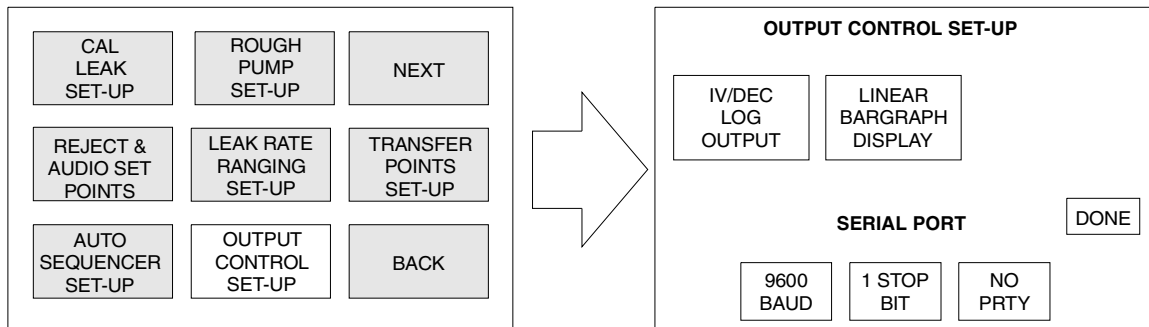 CAL
LEAK
SET-UP
ROUGH
PUMP
SET-UP
NEXT
REJECT &
AUDIO SET
POINTS
LEAK RATE
RANGING
SET-UP
TRANSFER
POINTS
SET-UP
AUTO
SEQUENCER
SET-UP
OUTPUT
CONTROL
SET-UP
BACK
OUTPUT CONTROL SET-UP
IV/DEC
LOG
OUTPUT
LINEAR
BARGRAPH
DISPLAY
SERIAL PORT
DONE
9600
BAUD
1 STOP
BIT
NO
PRTY